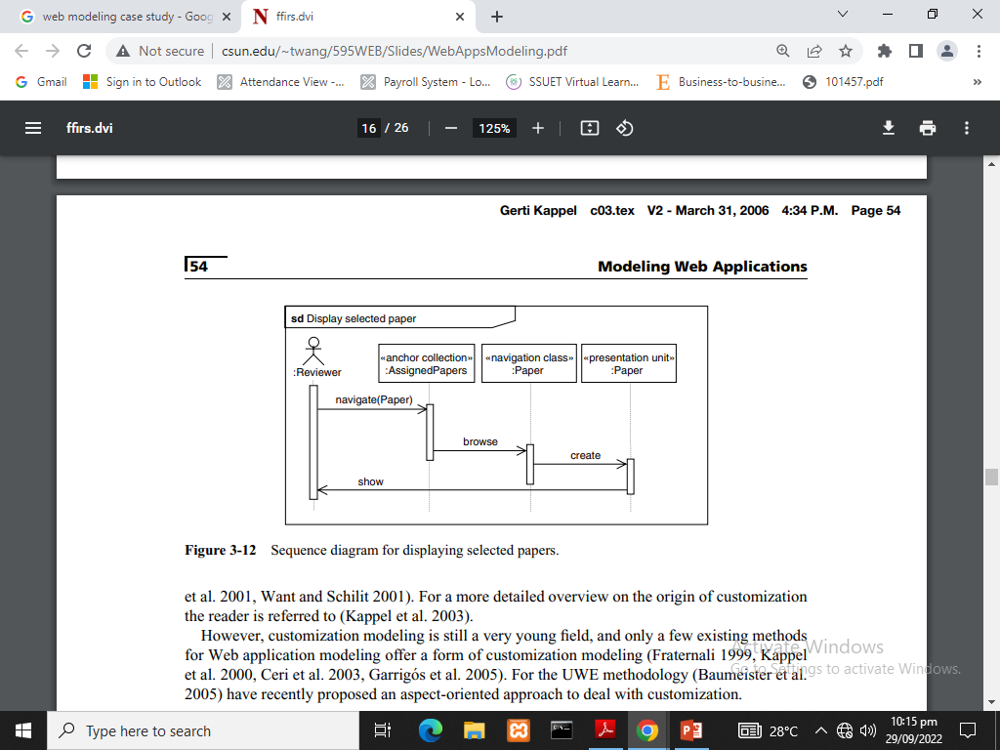 web modeling case study - Goog
ffirs.dvi
Not secure
csun.edu/~twang/595WEB/Slides/WebAppsModeling.pdf
Gmail
Sign in to Outlook
Attendance View -...
Payroll System - Lo...
SSUET Virtual Learn...
Business-to-busine...
101457.pdf
»
ffirs.dvi
16 / 26
125%
Gerti Kappel c03.tex V2 - March 31, 2006 4:34 P.M. Page 54
54
Modeling Web Applications
sd Display selected paper
:Reviewer
«anchor collection»
:AssignedPapers
«navigation class»
:Paper
«presentation unit»
:Paper
navigate(Paper)
browse
create
show
Figure 3-12 Sequence diagram for displaying selected papers.
et al. 2001, Want and Schilit 2001). For a more detailed overview on the origin of customization
the reader is referred to (Kappel et al. 2003).
However, customization modeling is still a very young field, and only a few existing methods
for Web application modeling offer a form of customization modeling (Fraternali 1999, Kappel
et al. 2000, Ceri et al. 2003, Garrigós et al. 2005). For the UWE methodology (Baumeister et al.
2005) have recently proposed an aspect-oriented approach to deal with customization.
Activate Windows
Go to Settings to activate Windows.
Type here to search
28°C
10:15 pm
29/09/2022